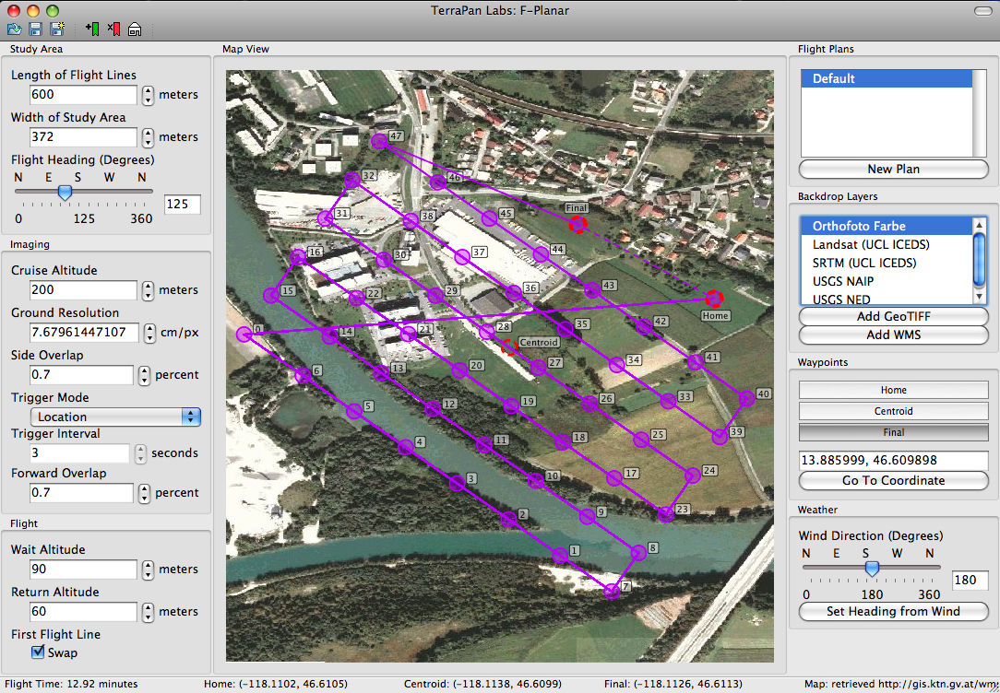 TerraPan Labs: F-Planar
Study Area
Length of Flight Lines
600 meters
Width of Study Area
372 meters
Flight Heading (Degrees)
N E S W N
125
0 125 360
Imaging
Cruise Altitude
200 meters
Ground Resolution
7.67961447107 cm/px
Side Overlap
0.7 percent
Trigger Mode
Location
Trigger Interval
3 seconds
Forward Overlap
0.7 percent
Flight
Wait Altitude
90 meters
Return Altitude
60 meters
First Flight Line
Swap
Map View
47
32
46
31
38
45
Final
16
30
37
44
15
22
29
36
43
Home
0
14
21
28
35
42
Centroid
6
13
20
27
34
41
5
12
19
26
33
40
4
11
18
25
39
3
10
17
24
2
9
23
1
8
7
Flight Plans
Default
New Plan
Backdrop Layers
Orthofoto Farbe
Landsat (UCL ICEDS)
SRTM (UCL ICEDS)
USGS NAIP
USGS NED
Add GeoTIFF
Add WMS
Waypoints
Home
Centroid
Final
13.885999, 46.609898
Go To Coordinate
Weather
Wind Direction (Degrees)
N E S W N
180
0 180 360
Set Heading from Wind
Flight Time: 12.92 minutes
Home: (-118.1102, 46.6105)
Centroid: (-118.1138, 46.6099)
Final: (-118.1126, 46.6113)
Map: retrieved http://gis.ktn.gv.at/wm